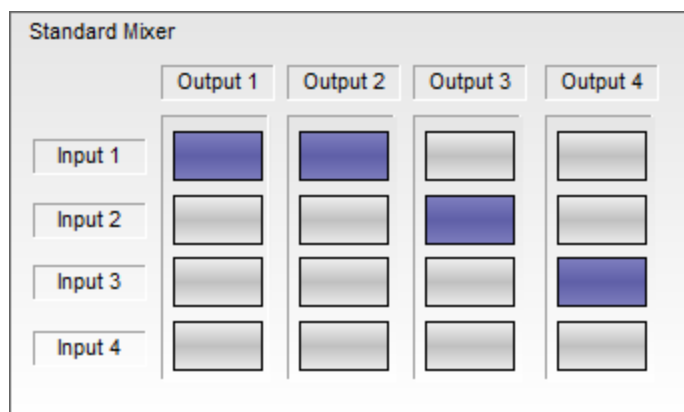 Standard Mixer
Output 1 Output 2 Output 3 Output 4
Input 1
Input 2
Input 3
Input 4